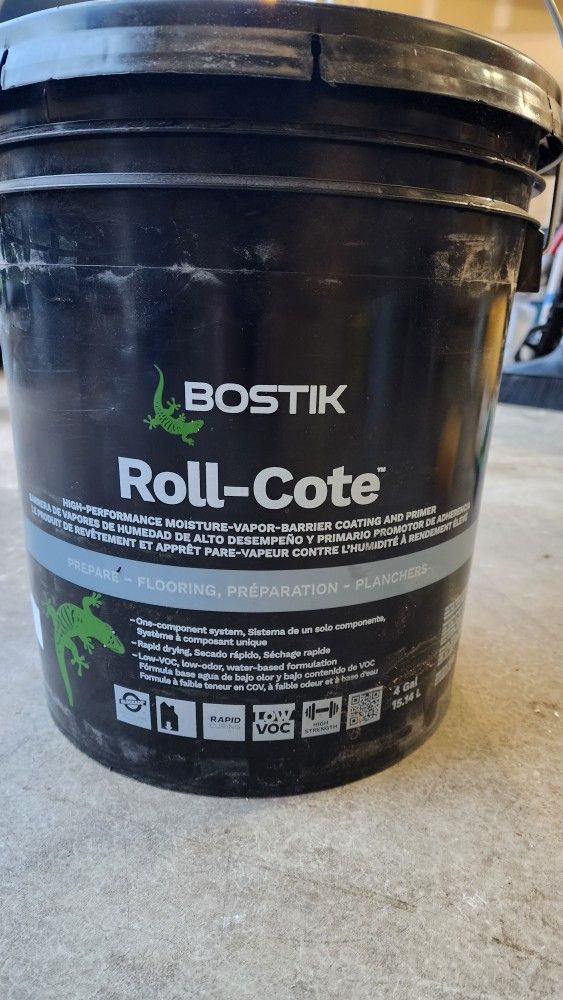 BOSTIK
Roll-Cote™
HIGH-PERFORMANCE MOISTURE-VAPOR-BARRIER COATING AND PRIMER
BARRERA DE VAPORES DE HUMEDAD DE ALTO DESEMPEÑO Y PRIMARIO PROMOTOR DE ADHERENCIA
LE PRODUIT DE REVÊTEMENT ET APPRÊT PARE-VAPEUR CONTRE L'HUMIDITÉ À RENDEMENT ÉLEVÉ
PREPARE - FLOORING, PRÉPARATION - PLANCHERS
- One-component system, Sistema de un solo componente,
Système à composant unique
- Rapid drying, Secado rápido, Séchage rapide
- Low-VOC, low-odor, water-based formulation
Fórmula base agua de bajo olor y bajo contenido de VOC
Formule à faible teneur en COV, à faible odeur et à base d'eau
RAPID
CURING
LOW
VOC
HIGH
STRENGTH
4 Gal
15.14 L